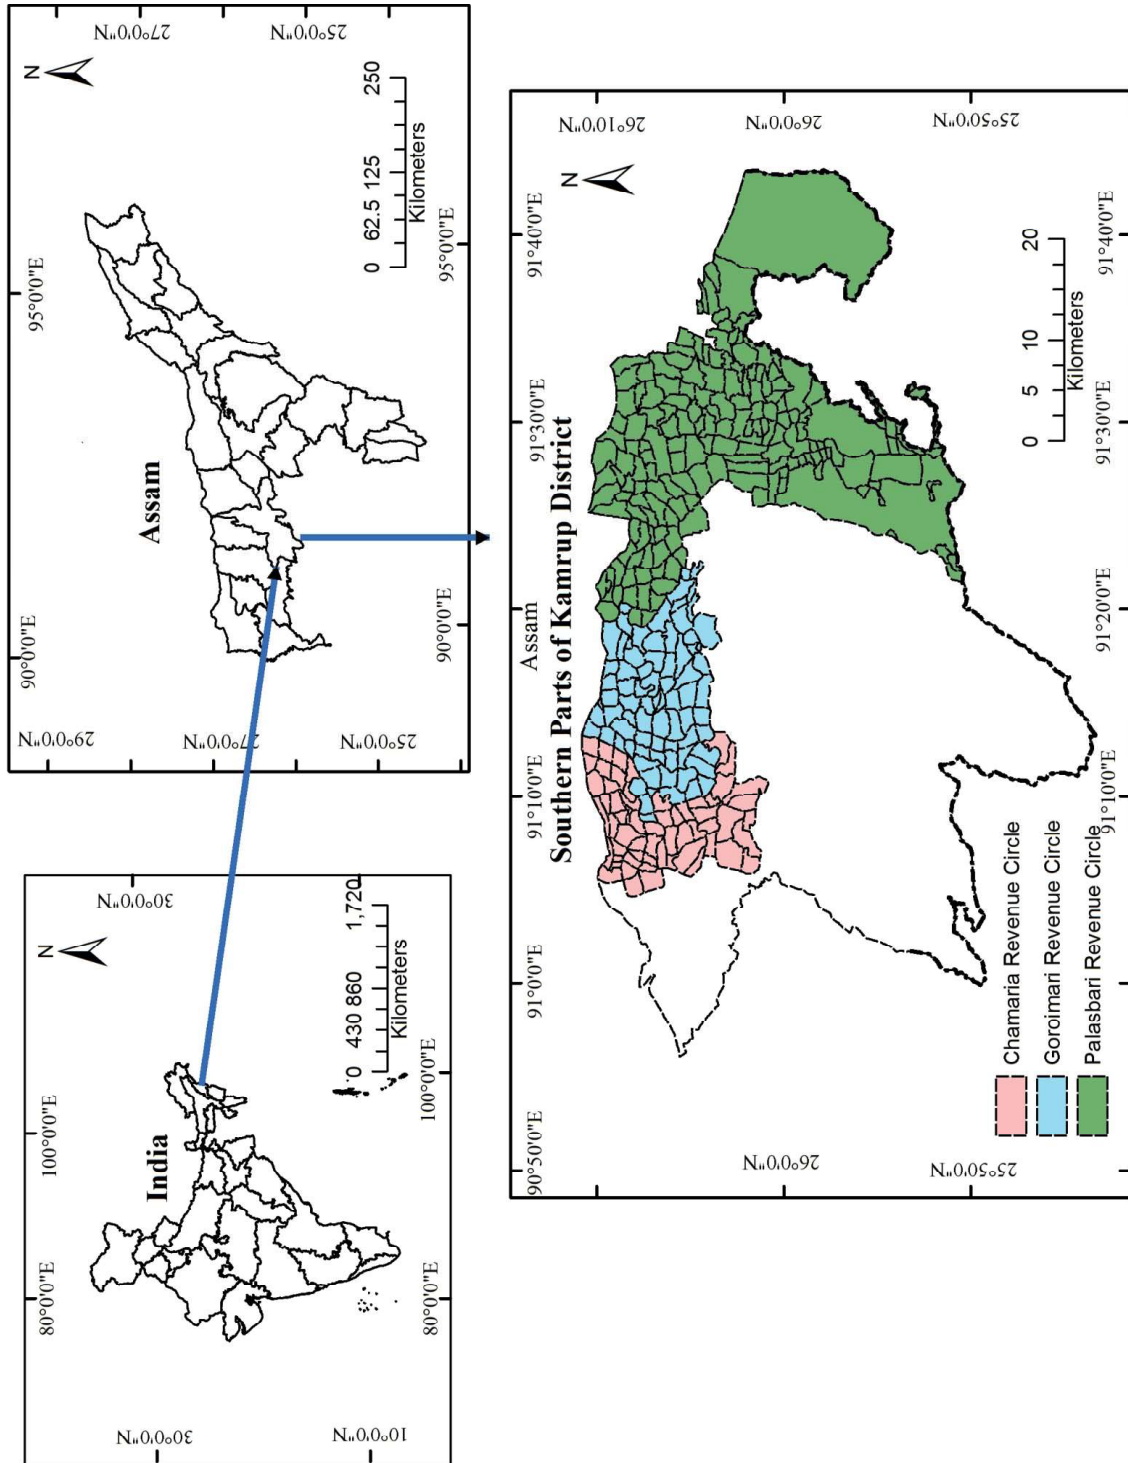 India
80°0'0"E
100°0'0"E
30°0'0"N
10°0'0"N
30°0'0"N
N
0 430 860 1,720
Kilometers
80°0'0"E
100°0'0"E
Assam
90°0'0"E
95°0'0"E
29°0'0"N
27°0'0"N
25°0'0"N
27°0'0"N
25°0'0"N
N
0 62.5 125 250
Kilometers
90°0'0"E
95°0'0"E
Assam
Southern Parts of Kamrup District
90°50'0"E
91°0'0"E
91°10'0"E
91°20'0"E
91°30'0"E
91°40'0"E
26°0'0"N
25°50'0"N
26°10'0"N
26°0'0"N
25°50'0"N
N
0 5 10 20
Kilometers
Chamaria Revenue Circle
Goroimari Revenue Circle
Palasbari Revenue Circle
91°10'0"E
91°20'0"E
91°30'0"E
91°40'0"E